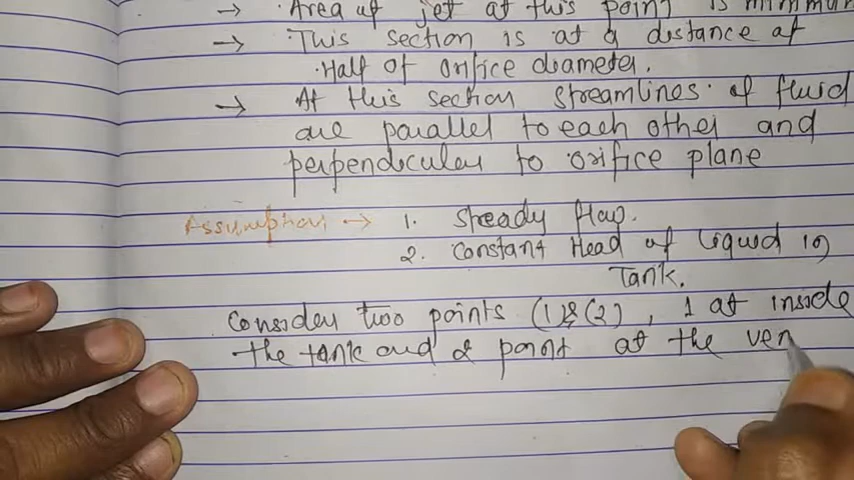 → Area of jet at this point is minimum
→ This section is at a distance of
Half of orifice diameter.
→ At this section streamlines of fluid
are parallel to each other and
perpendicular to orifice plane
Assumption → 1. Steady flow.
2. Constant Head of liquid in
Tank.
Consider two points (1)&(2), 1 at inside
the tank and 2 point at the ven